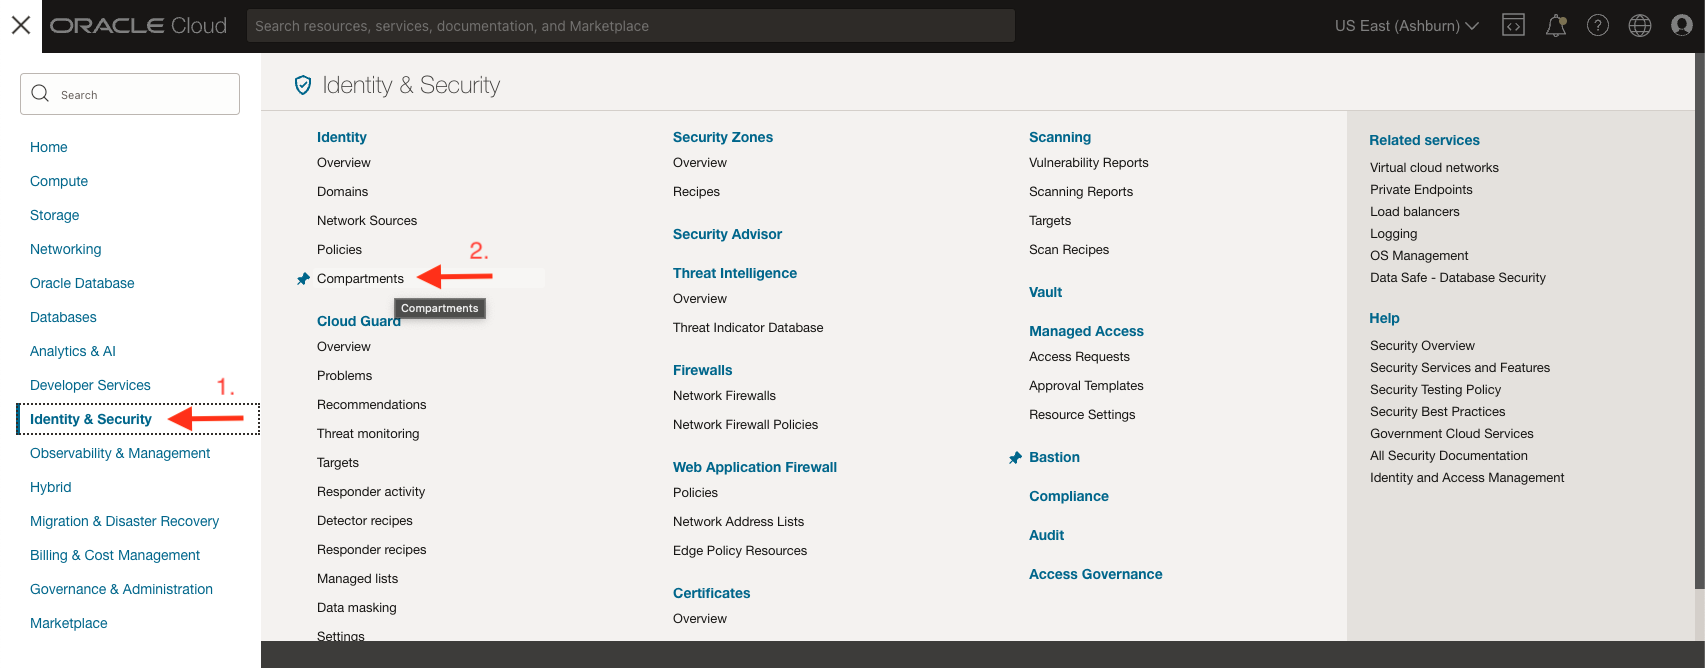 ORACLE Cloud
Search resources, services, documentation, and Marketplace
US East (Ashburn)
Search
Home
Compute
Storage
Networking
Oracle Database
Databases
Analytics & AI
Developer Services
1.
Identity & Security
Observability & Management
Hybrid
Migration & Disaster Recovery
Billing & Cost Management
Governance & Administration
Marketplace
Identity & Security
Identity
Overview
Domains
Network Sources
Policies
2.
Compartments
Compartments
Cloud Guard
Overview
Problems
Recommendations
Threat monitoring
Targets
Responder activity
Detector recipes
Responder recipes
Managed lists
Data masking
Settings
Security Zones
Overview
Recipes
Security Advisor
Threat Intelligence
Overview
Threat Indicator Database
Firewalls
Network Firewalls
Network Firewall Policies
Web Application Firewall
Policies
Network Address Lists
Edge Policy Resources
Certificates
Overview
Scanning
Vulnerability Reports
Scanning Reports
Targets
Scan Recipes
Vault
Managed Access
Access Requests
Approval Templates
Resource Settings
Bastion
Compliance
Audit
Access Governance
Related services
Virtual cloud networks
Private Endpoints
Load balancers
Logging
OS Management
Data Safe - Database Security
Help
Security Overview
Security Services and Features
Security Testing Policy
Security Best Practices
Government Cloud Services
All Security Documentation
Identity and Access Management